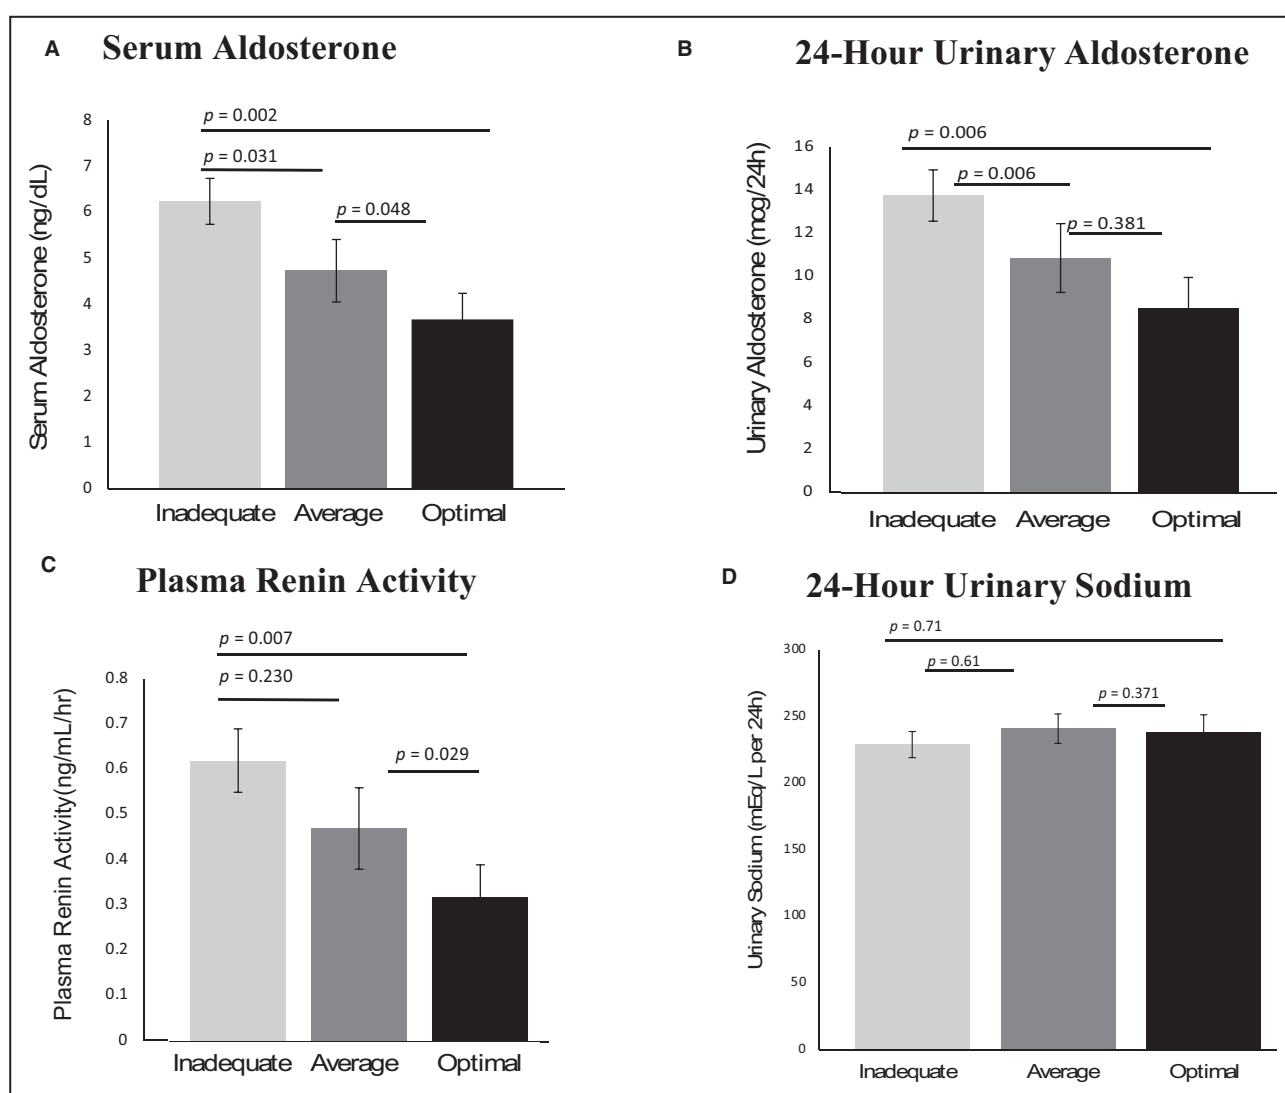 A Serum Aldosterone
p = 0.002
p = 0.031
p = 0.048
Serum Aldosterone (ng/dL)
8
7
6
5
4
3
2
1
0
Inadequate Average Optimal
B 24-Hour Urinary Aldosterone
p = 0.006
p = 0.006
p = 0.381
Urinary Aldosterone (mcg/24h)
16
14
12
10
8
6
4
2
0
Inadequate Average Optimal
C Plasma Renin Activity
p = 0.007
p = 0.230
p = 0.029
Plasma Renin Activity(ng/mL/hr)
0.8
0.7
0.6
0.5
0.4
0.3
0.2
0.1
0
Inadequate Average Optimal
D 24-Hour Urinary Sodium
p = 0.71
p = 0.61
p = 0.371
Urinary Sodium (mEq/L per 24h)
300
250
200
150
100
50
0
Inadequate Average Optimal